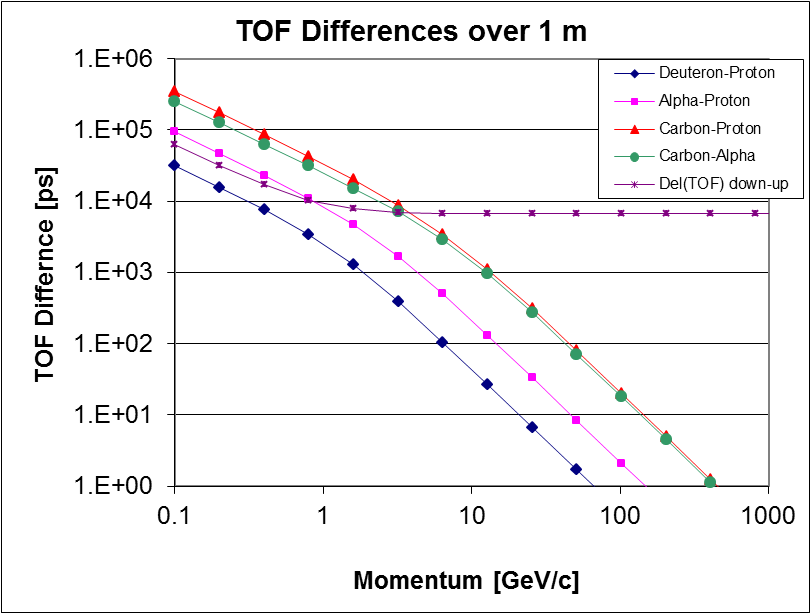 TOF Differences over 1 m
1.E+06
1.E+05
1.E+04
1.E+03
1.E+02
1.E+01
1.E+00
TOF Differnce [ps]
Deuteron-Proton
Alpha-Proton
Carbon-Proton
Carbon-Alpha
Del(TOF) down-up
0.1
1
10
100
1000
Momentum [GeV/c]